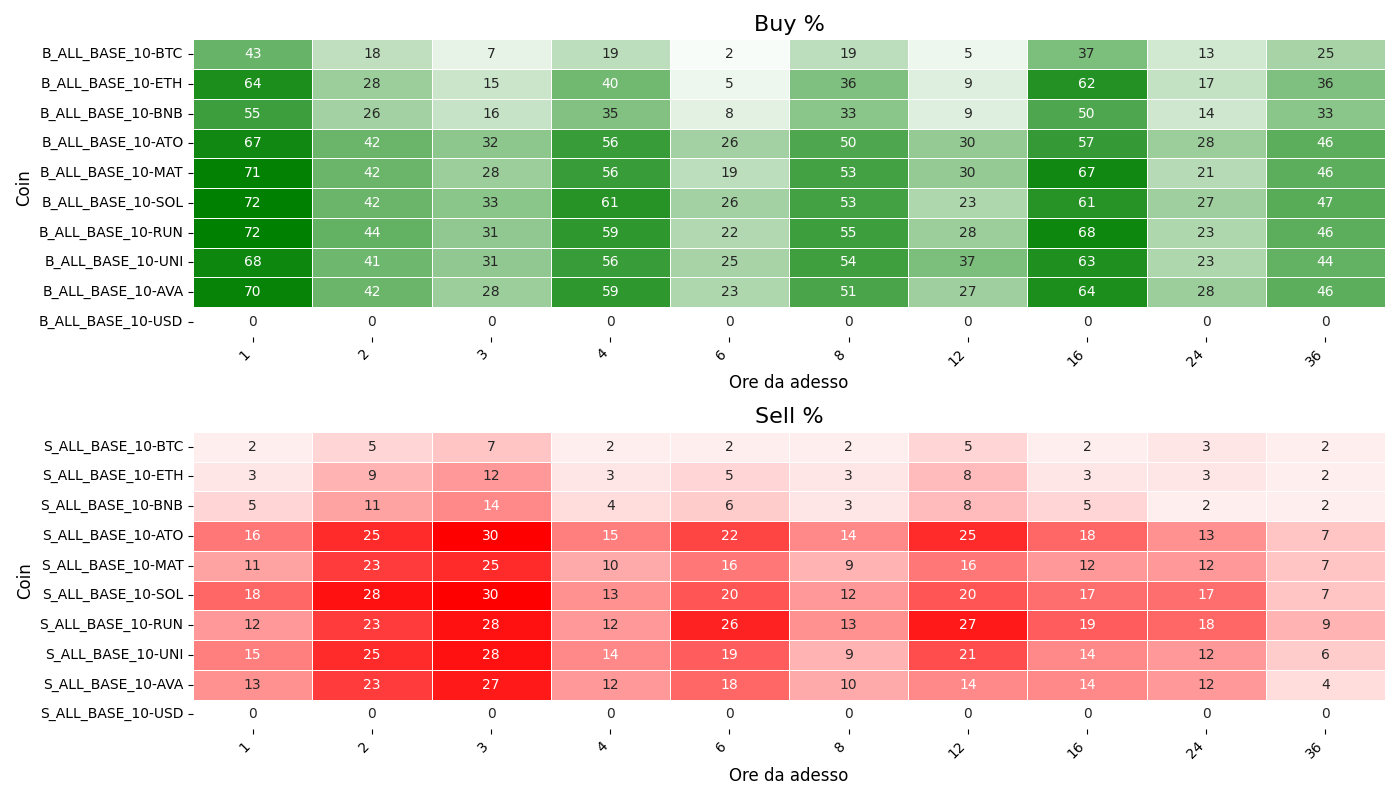 Buy %
Coin
B_ALL_BASE_10-BTC 43 18 7 19 2 19 5 37 13 25
B_ALL_BASE_10-ETH 64 28 15 40 5 36 9 62 17 36
B_ALL_BASE_10-BNB 55 26 16 35 8 33 9 50 14 33
B_ALL_BASE_10-ATO 67 42 32 56 26 50 30 57 28 46
B_ALL_BASE_10-MAT 71 42 28 56 19 53 30 67 21 46
B_ALL_BASE_10-SOL 72 42 33 61 26 53 23 61 27 47
B_ALL_BASE_10-RUN 72 44 31 59 22 55 28 68 23 46
B_ALL_BASE_10-UNI 68 41 31 56 25 54 37 63 23 44
B_ALL_BASE_10-AVA 70 42 28 59 23 51 27 64 28 46
B_ALL_BASE_10-USD 0 0 0 0 0 0 0 0 0 0
1 2 3 4 6 8 12 16 24 36
Ore da adesso
Sell %
Coin
S_ALL_BASE_10-BTC 2 5 7 2 2 2 5 2 3 2
S_ALL_BASE_10-ETH 3 9 12 3 5 3 8 3 3 2
S_ALL_BASE_10-BNB 5 11 14 4 6 3 8 5 2 2
S_ALL_BASE_10-ATO 16 25 30 15 22 14 25 18 13 7
S_ALL_BASE_10-MAT 11 23 25 10 16 9 16 12 12 7
S_ALL_BASE_10-SOL 18 28 30 13 20 12 20 17 17 7
S_ALL_BASE_10-RUN 12 23 28 12 26 13 27 19 18 9
S_ALL_BASE_10-UNI 15 25 28 14 19 9 21 14 12 6
S_ALL_BASE_10-AVA 13 23 27 12 18 10 14 14 12 4
S_ALL_BASE_10-USD 0 0 0 0 0 0 0 0 0 0
1 2 3 4 6 8 12 16 24 36
Ore da adesso